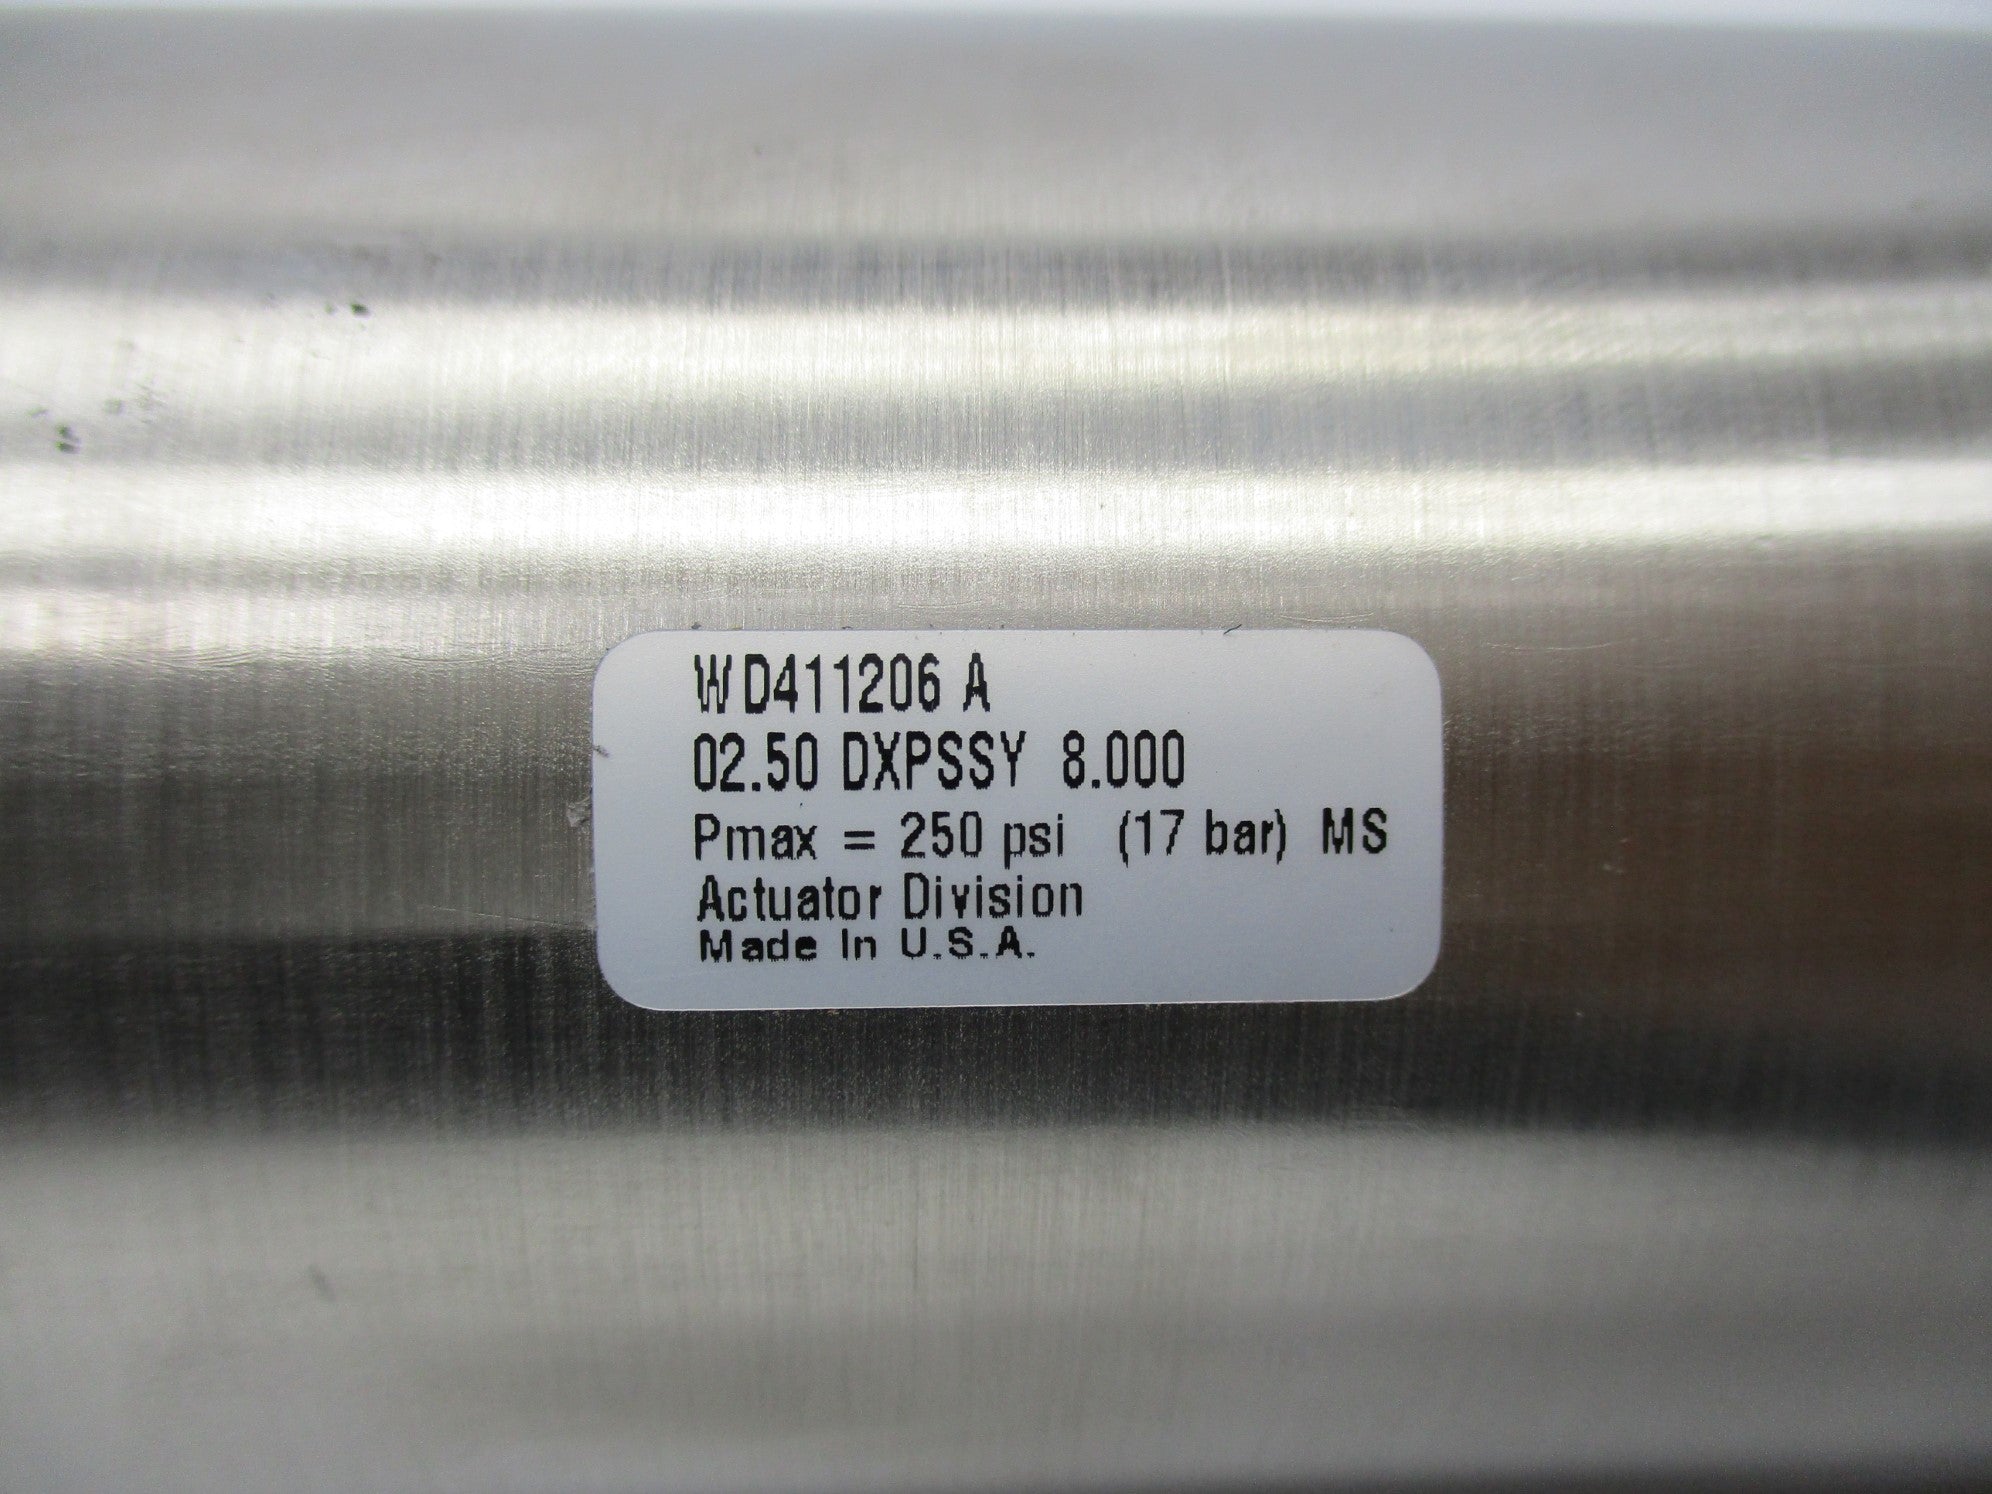 WD411206 A
02.50 DXPSSY 8.000
Pmax = 250 psi (17 bar) MS
Actuator Division
Made In U.S.A.